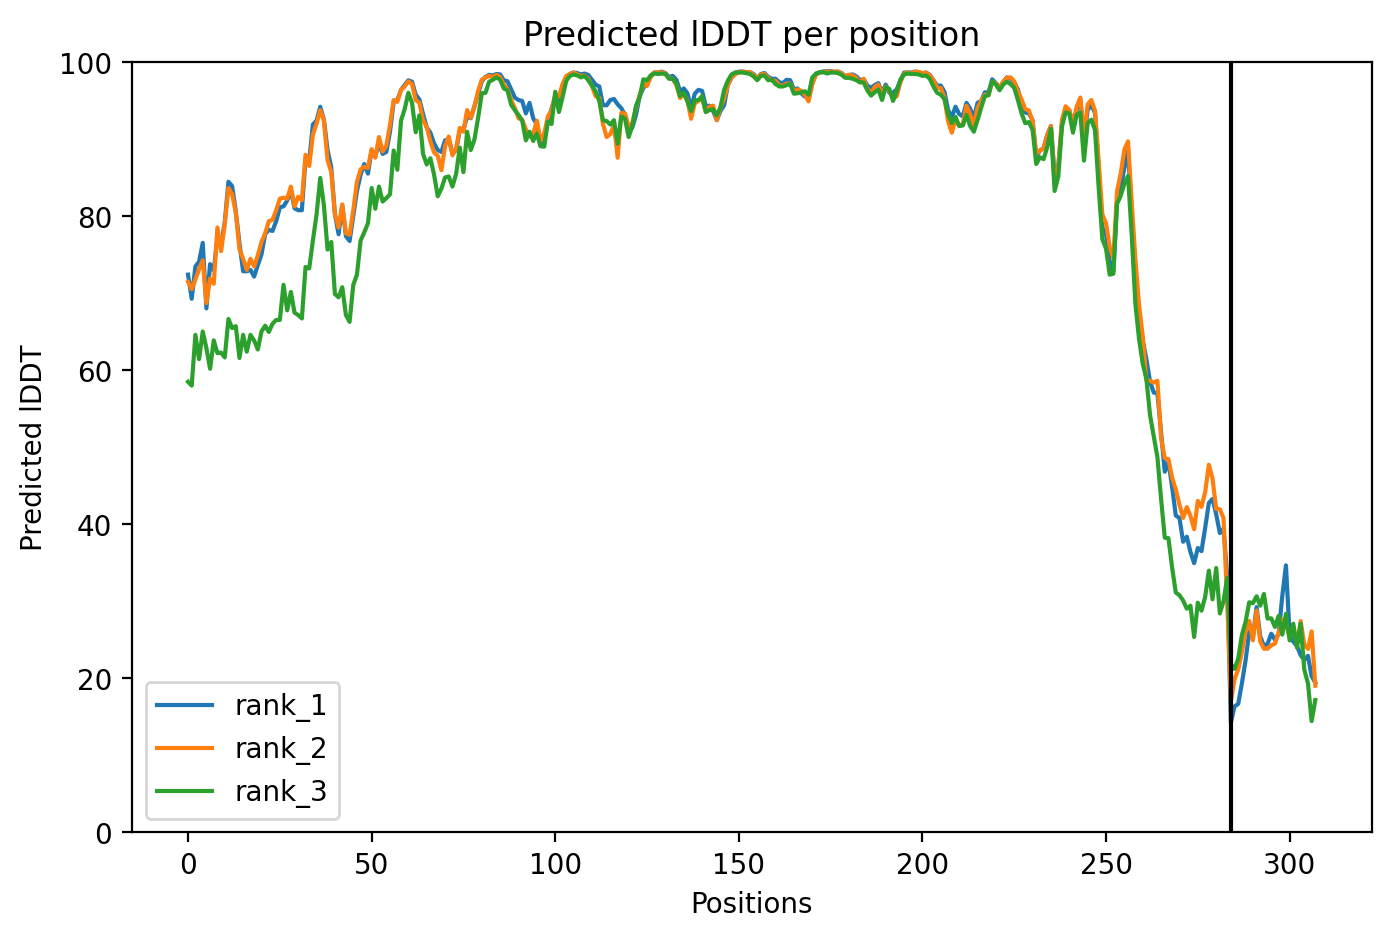 Predicted lDDT per position
100
80
60
40
20
0
Predicted lDDT
rank_1
rank_2
rank_3
0 50 100 150 200 250 300
Positions